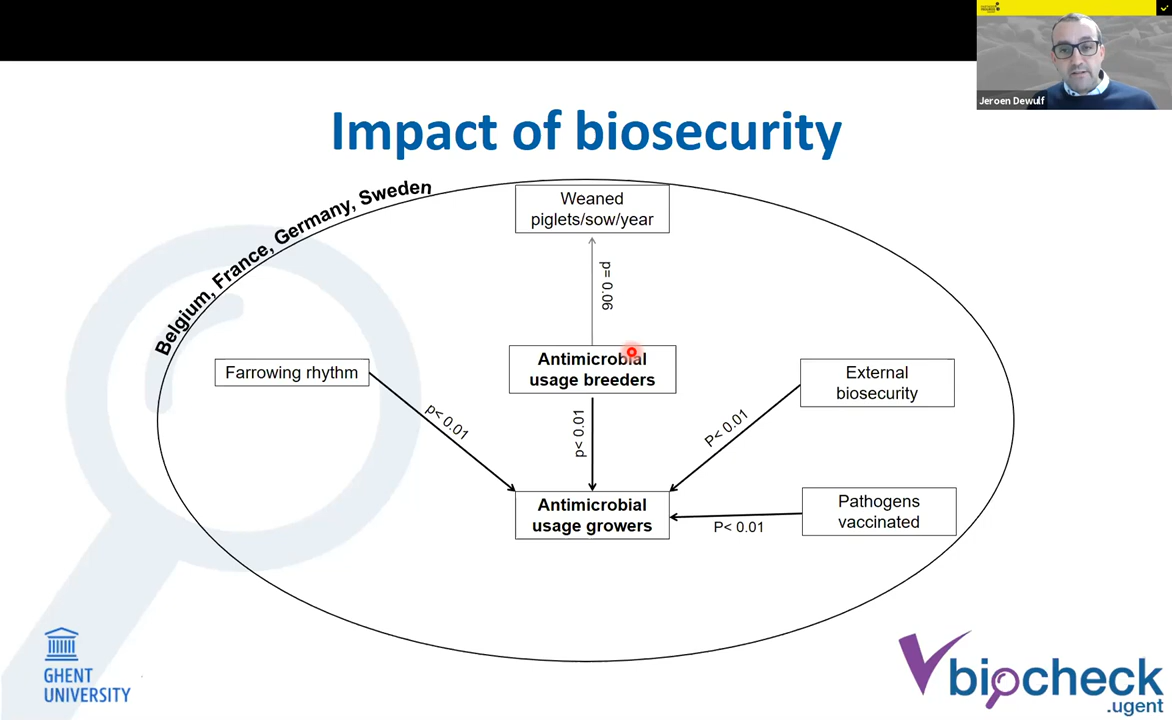 Jeroen Dewulf
Impact of biosecurity
Belgium, France, Germany, Sweden
Weaned
piglets/sow/year
p = 0.06
Antimicrobial
usage breeders
Farrowing rhythm
External
biosecurity
p< 0.01
p< 0.01
P< 0.01
Antimicrobial
usage growers
Pathogens
vaccinated
P< 0.01
GHENT
UNIVERSITY
biocheck
.ugent